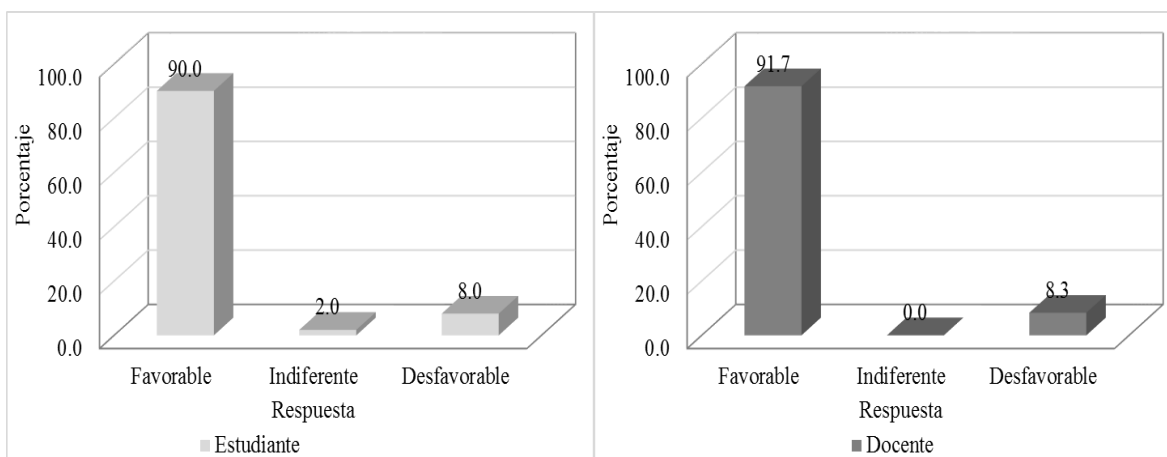 100.0
80.0
60.0
40.0
20.0
0.0
Porcentaje
90.0
2.0
8.0
Favorable
Indiferente
Desfavorable
Respuesta
Estudiante
100.0
80.0
60.0
40.0
20.0
0.0
Porcentaje
91.7
0.0
8.3
Favorable
Indiferente
Desfavorable
Respuesta
Docente